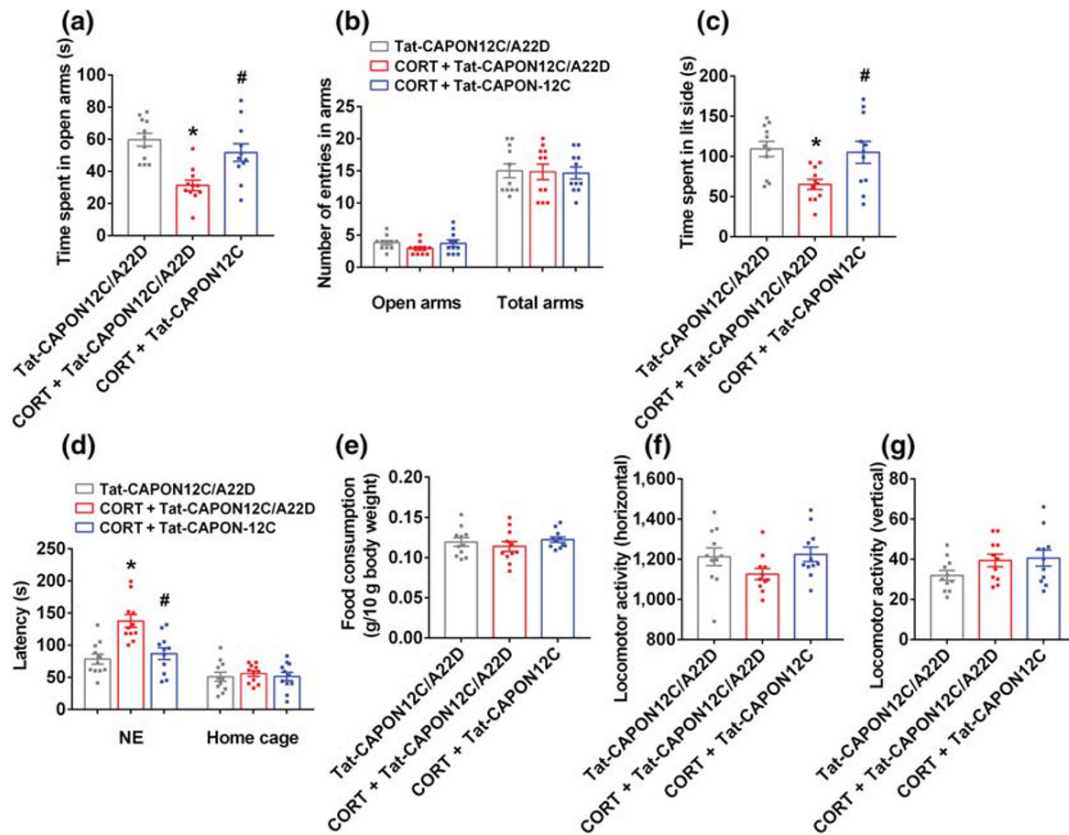 (a)
Time spent in open arms (s)
100
80
60
40
20
0
*
#
Tat-CAPON12C/A22D
CORT + Tat-CAPON12C/A22D
CORT + Tat-CAPON12C
(b)
Tat-CAPON12C/A22D
CORT + Tat-CAPON12C/A22D
CORT + Tat-CAPON-12C
Number of entries in arms
25
20
15
10
5
0
Open arms
Total arms
(c)
Time spent in lit side (s)
200
150
100
50
0
*
#
Tat-CAPON12C/A22D
CORT + Tat-CAPON12C/A22D
CORT + Tat-CAPON12C
(d)
Tat-CAPON12C/A22D
CORT + Tat-CAPON12C/A22D
CORT + Tat-CAPON-12C
Latency (s)
250
200
150
100
50
0
*
#
NE
Home cage
(e)
Food consumption
(g/10 g body weight)
0.20
0.15
0.10
0.05
0.00
Tat-CAPON12C/A22D
CORT + Tat-CAPON12C/A22D
CORT + Tat-CAPON12C
(f)
Locomotor activity (horizontal)
1,600
1,400
1,200
1,000
800
Tat-CAPON12C/A22D
CORT + Tat-CAPON12C/A22D
CORT + Tat-CAPON12C
(g)
Locomotor activity (vertical)
80
60
40
20
0
Tat-CAPON12C/A22D
CORT + Tat-CAPON12C/A22D
CORT + Tat-CAPON12C